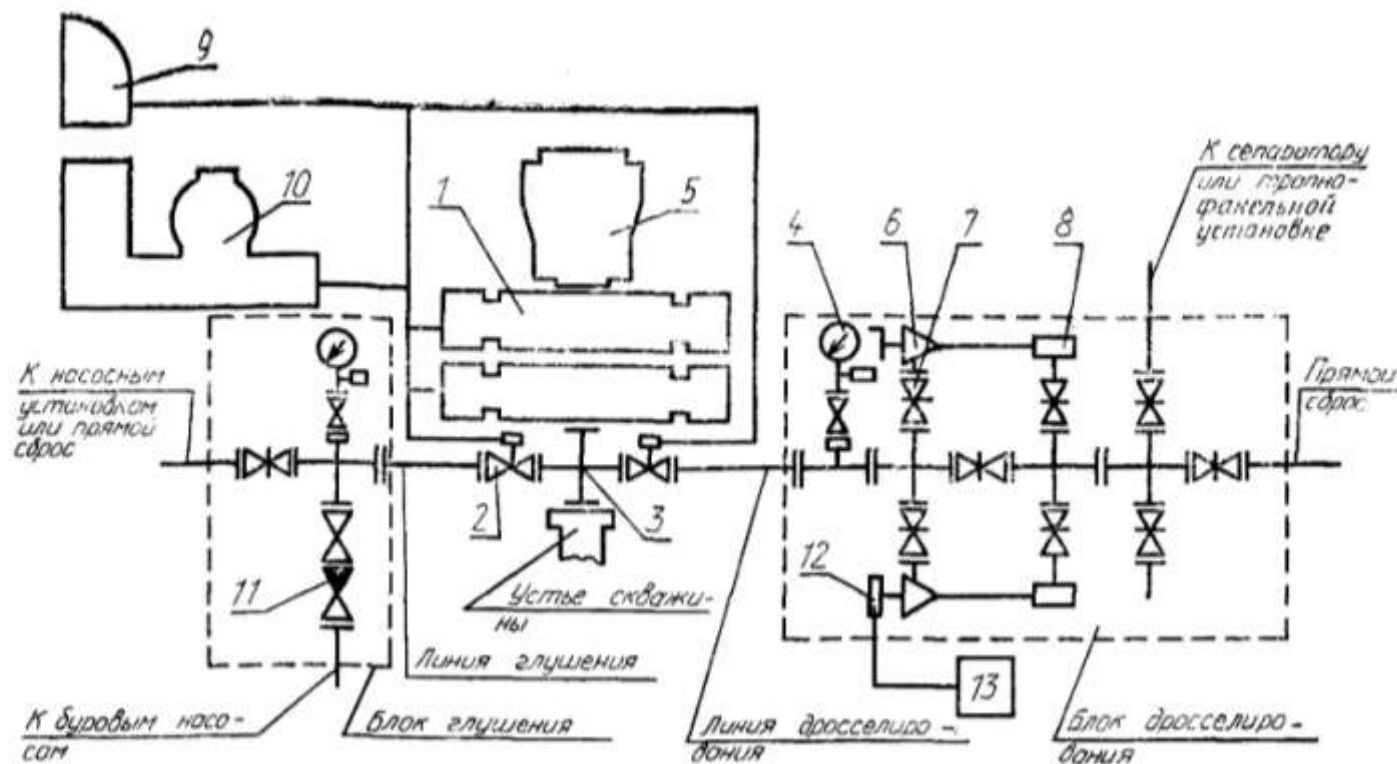 9
10
1
5
4
6
7
8
К сепаратору
или трапно-
факельной
установке
К насосным
установкам
или прямой
сброс
Прямой
сброс
2
3
11
12
13
Устье скважи-
ны
Линия глушения
К буровым насо-
сам
Блок глушения
Линия дросселиро-
вания
Блок дросселиро-
вания